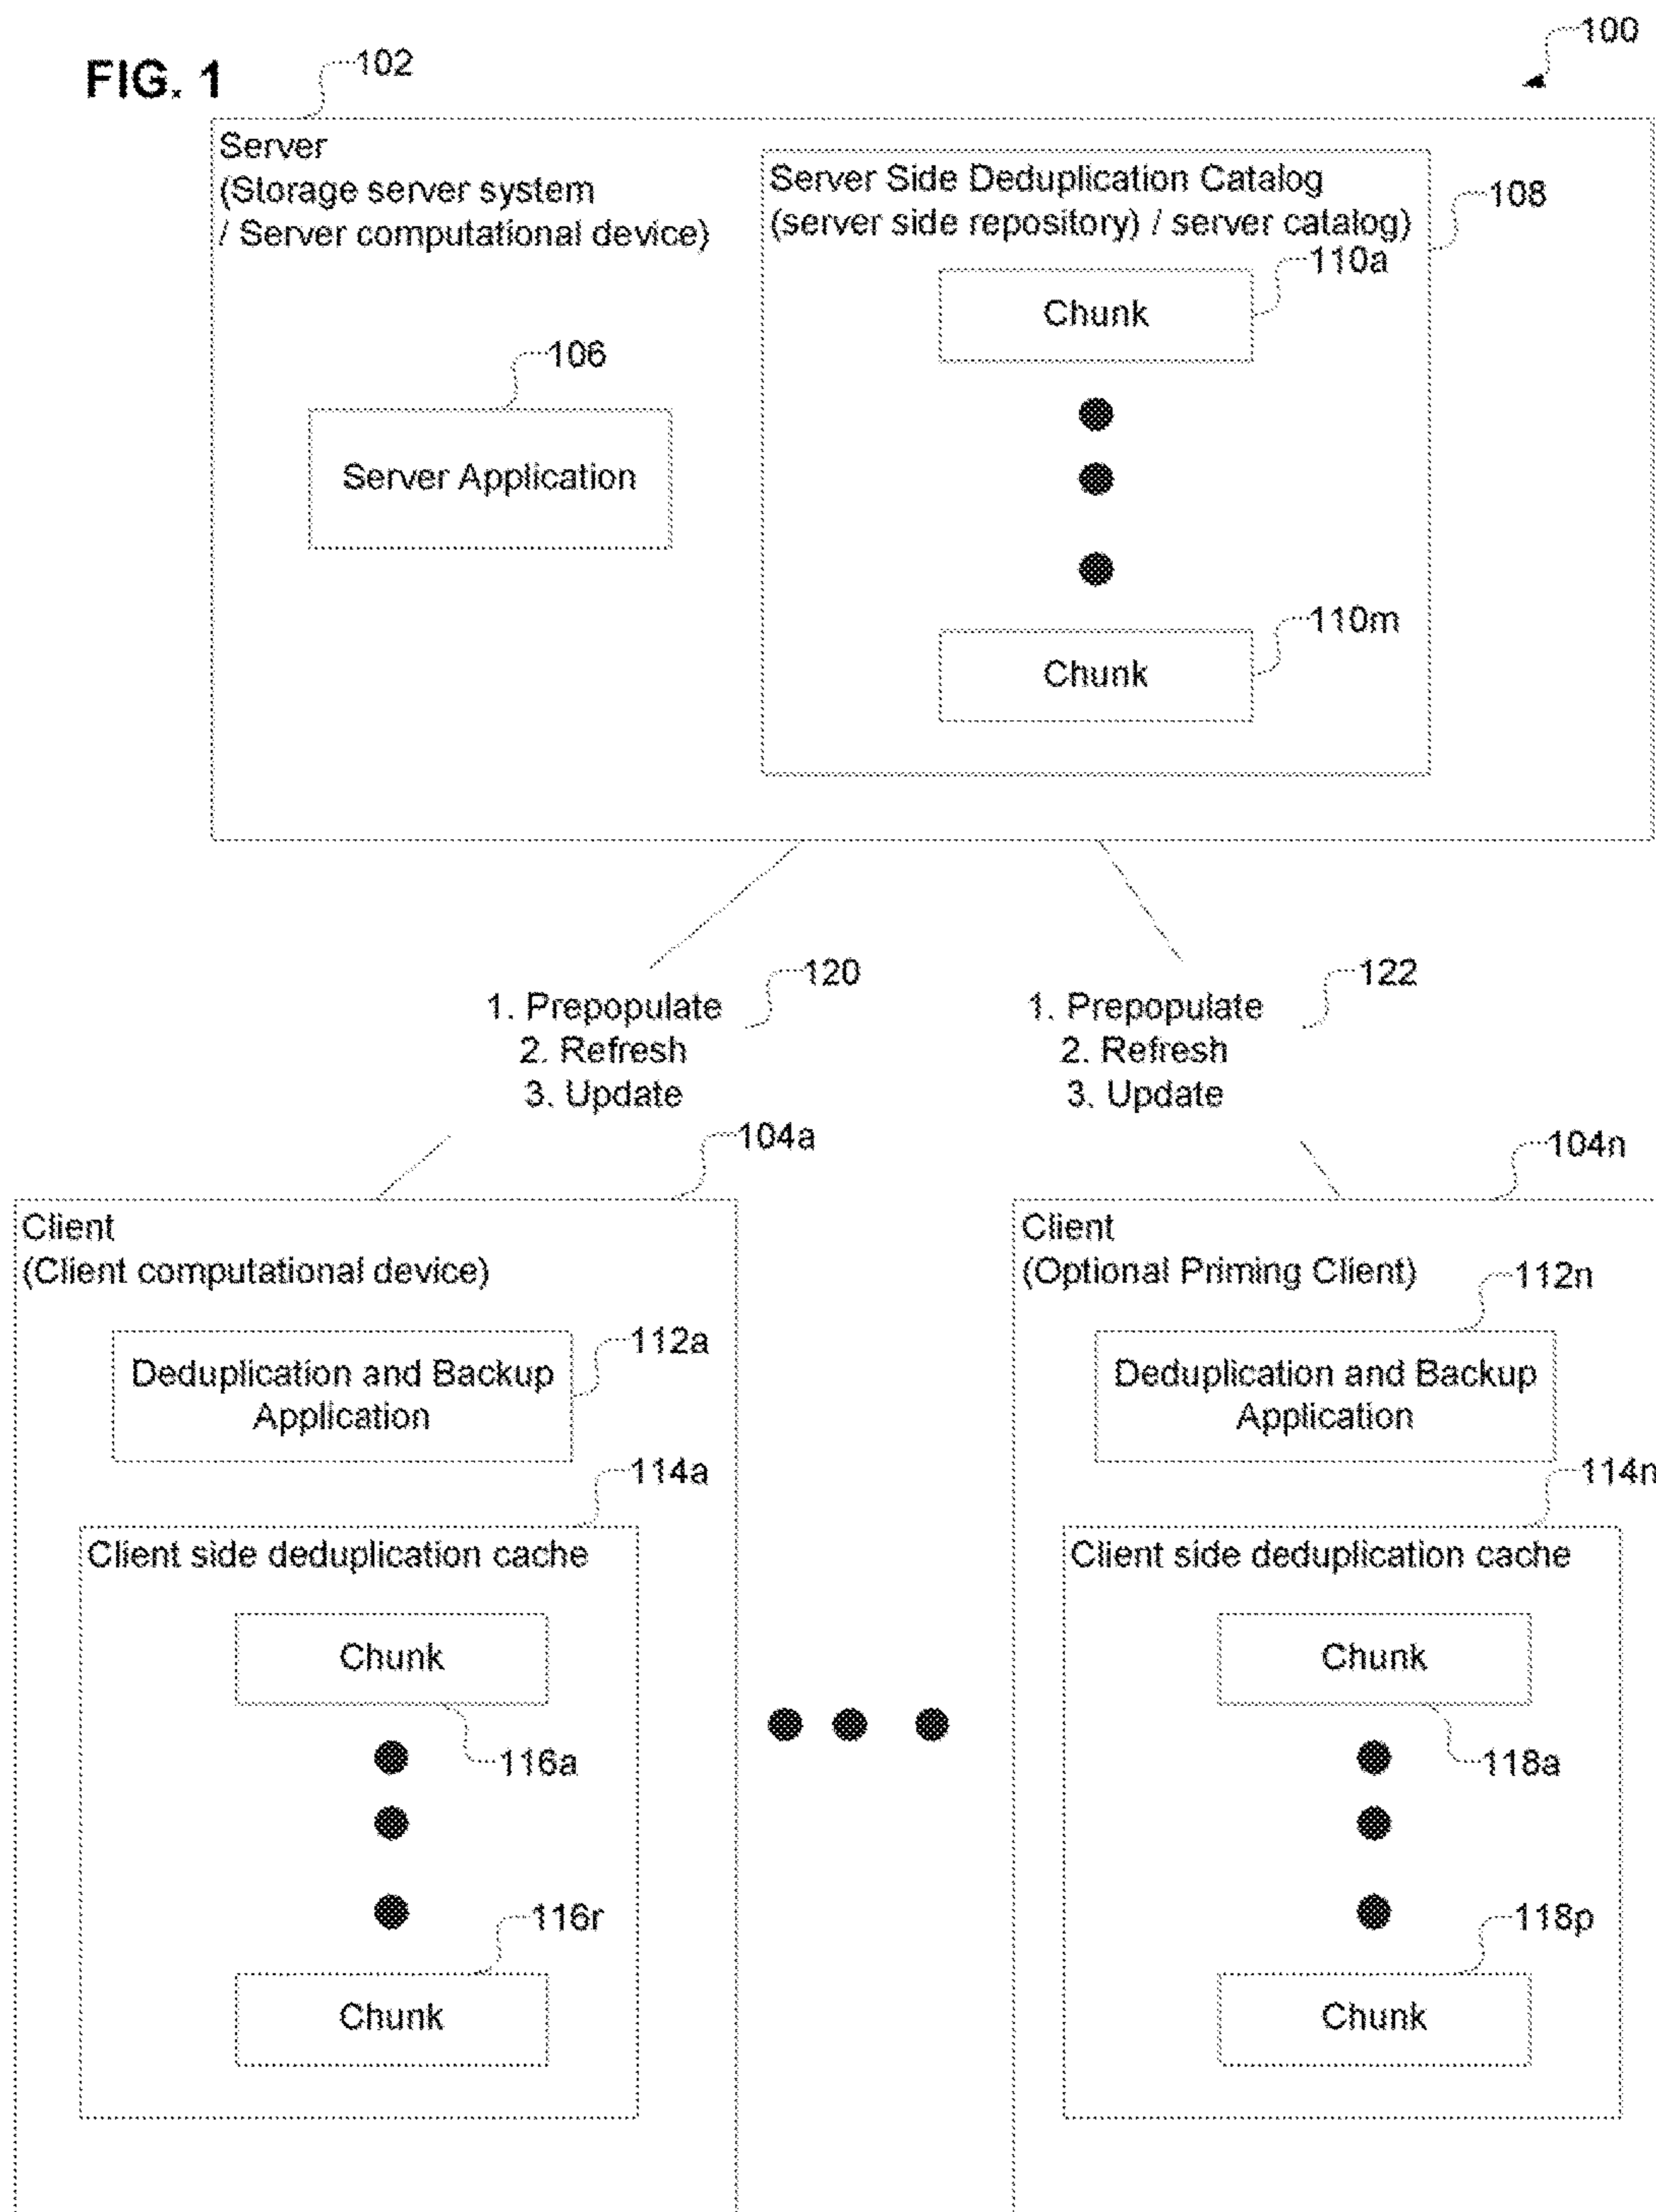 FIG. 1
100
102
Server
(Storage server system
/ Server computational device)
Server Side Deduplication Catalog
(server side repository) / server catalog)
108
110a
Chunk
106
Server Application
110m
Chunk
120
122
1. Prepopulate
2. Refresh
3. Update
1. Prepopulate
2. Refresh
3. Update
104a
104n
Client
(Client computational device)
Client
(Optional Priming Client)
112a
112n
Deduplication and Backup
Application
Deduplication and Backup
Application
114a
114n
Client side deduplication cache
Client side deduplication cache
Chunk
Chunk
116a
118a
116r
118p
Chunk
Chunk